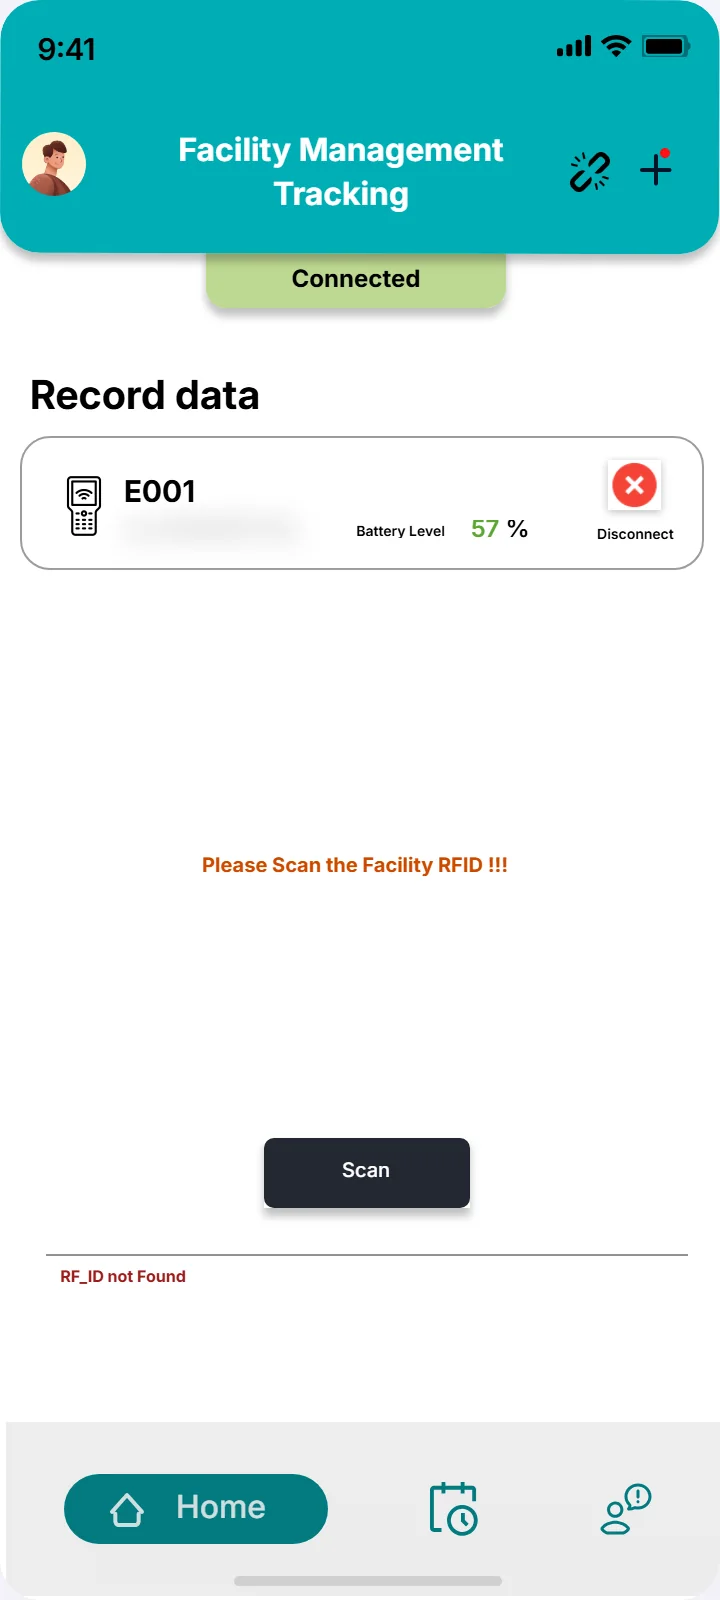 9:41
Facility Management
Tracking
Connected
Record data
E001
Battery Level 57 %
Disconnect
Please Scan the Facility RFID !!!
Scan
RF_ID not Found
Home